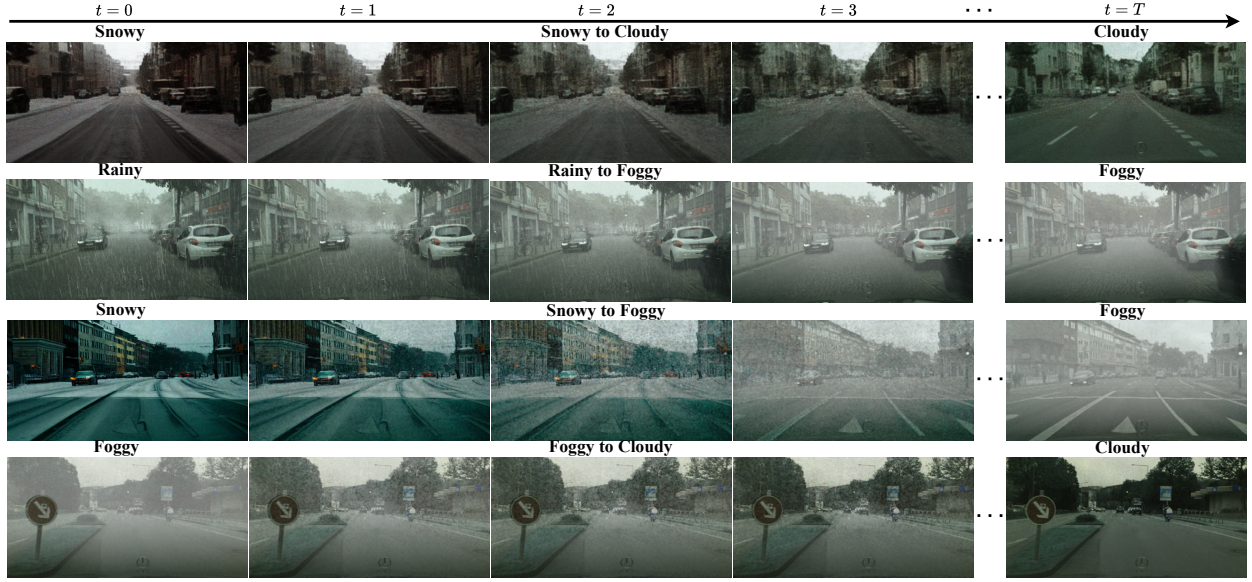 t = 0 t = 1 t = 2 t = 3 ... t = T
Snowy Snowy to Cloudy Cloudy
...
Rainy Rainy to Foggy Foggy
...
Snowy Snowy to Foggy Foggy
...
Foggy Foggy to Cloudy Cloudy
...